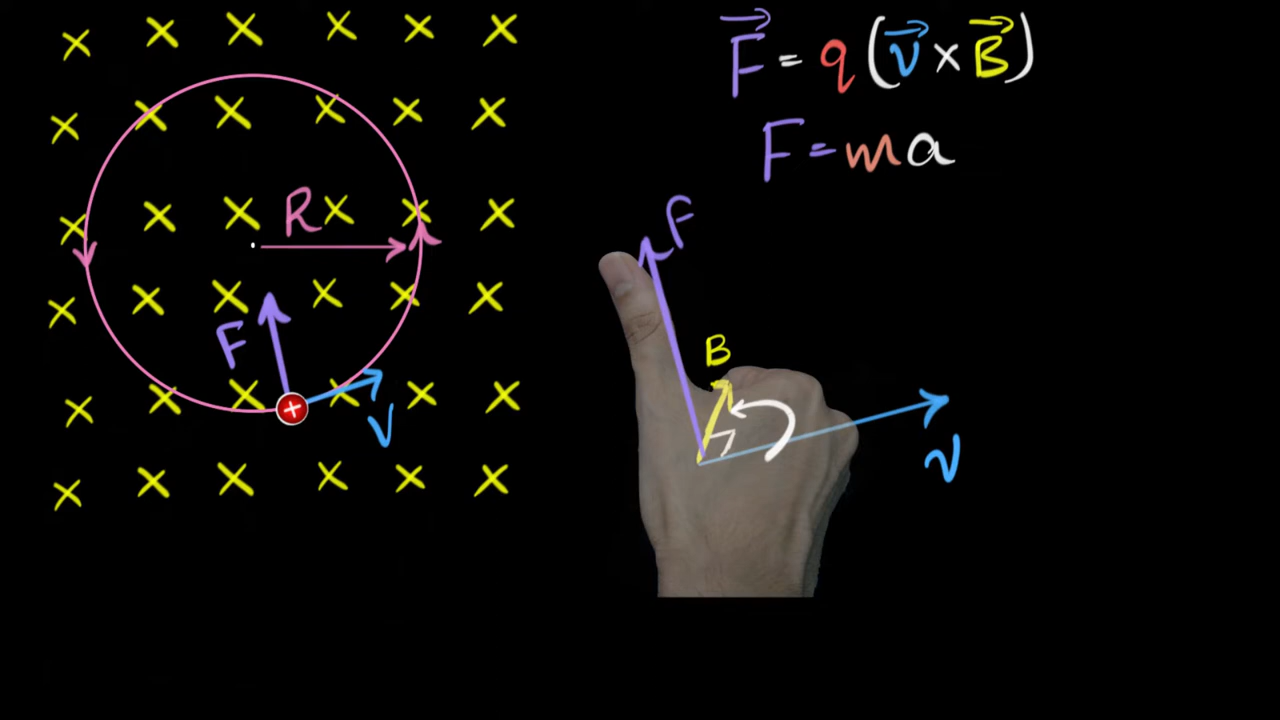 F = q (v × B)
F = ma
R
F
V
F
B
v
+